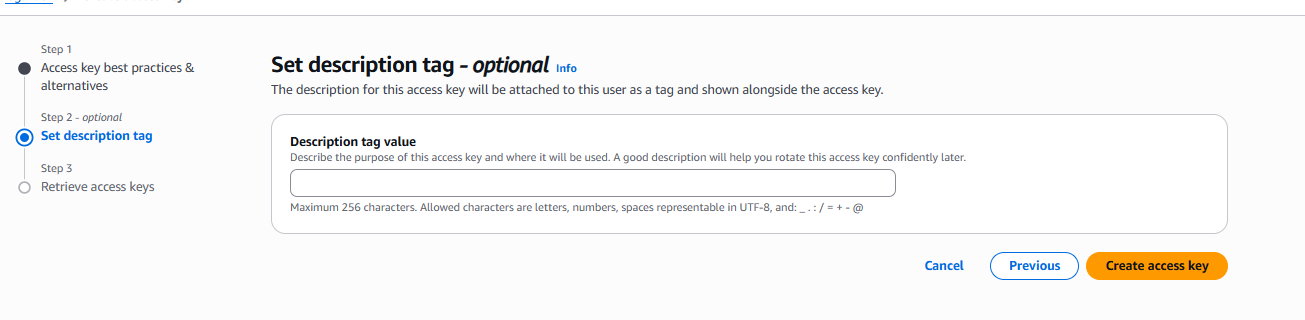 Step 1
Access key best practices &
alternatives
Step 2 - optional
Set description tag
Step 3
Retrieve access keys
Set description tag - optional Info
The description for this access key will be attached to this user as a tag and shown alongside the access key.
Description tag value
Describe the purpose of this access key and where it will be used. A good description will help you rotate this access key confidently later.
Maximum 256 characters. Allowed characters are letters, numbers, spaces representable in UTF-8, and: _ . : / = + - @
Cancel
Previous
Create access key